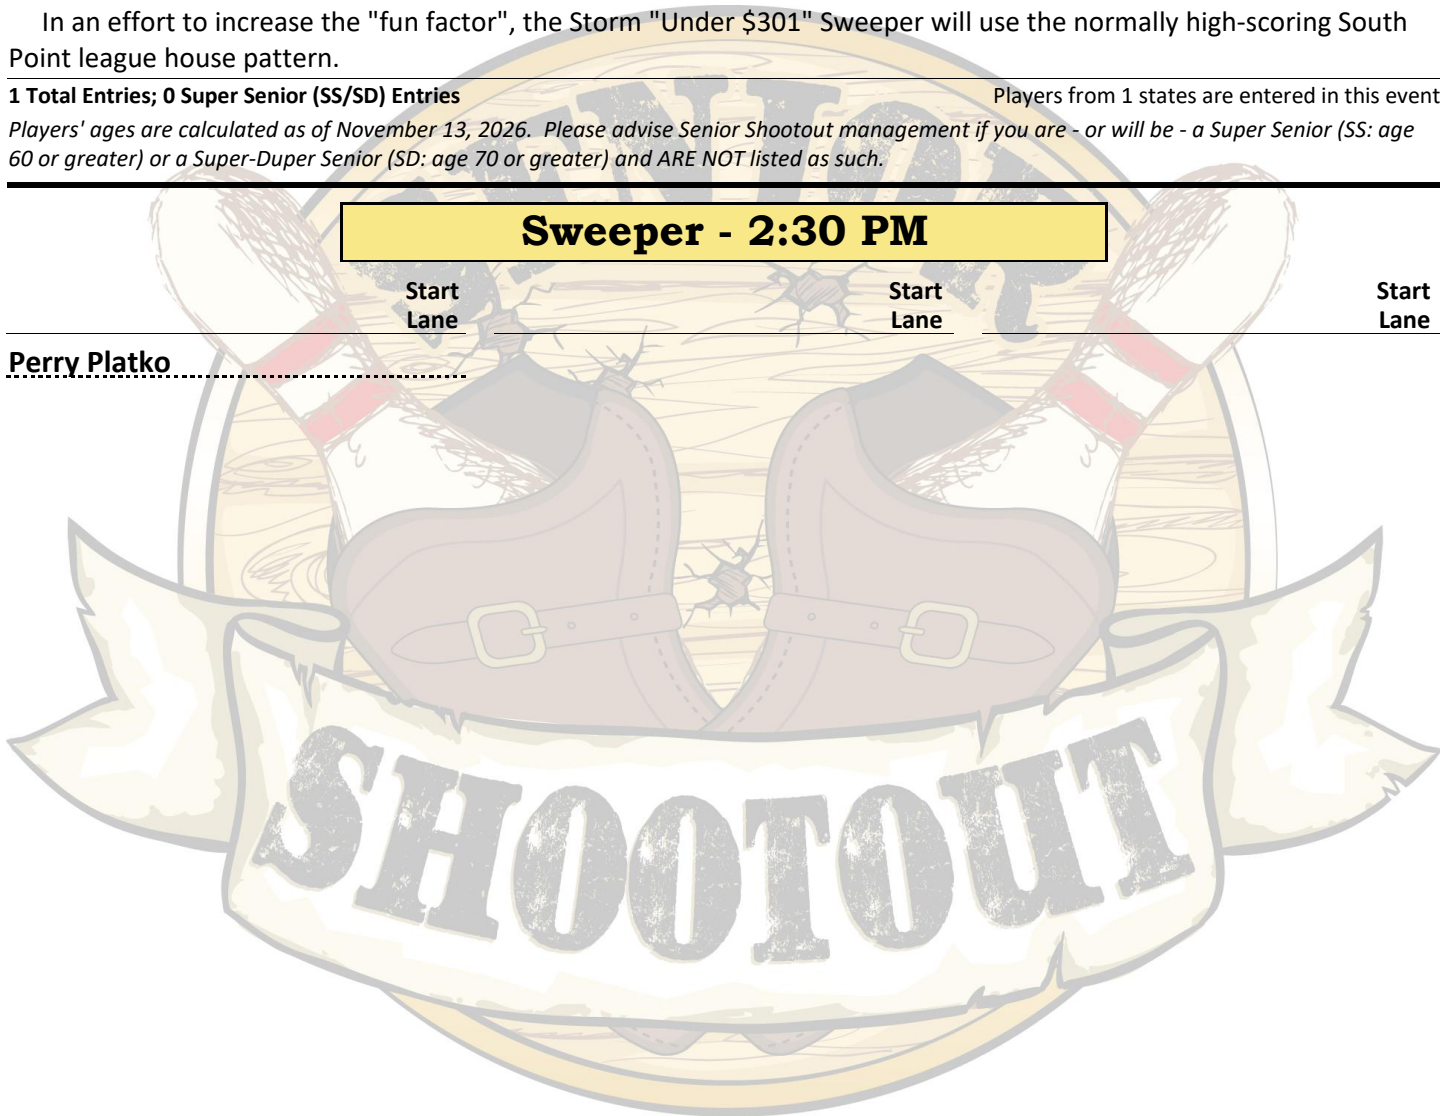 In an effort to increase the "fun factor", the Storm "Under $301" Sweeper will use the normally high-scoring South
Point league house pattern.
1 Total Entries; 0 Super Senior (SS/SD) Entries Players from 1 states are entered in this event
Players' ages are calculated as of November 13, 2026. Please advise Senior Shootout management if you are - or will be - a Super Senior (SS: age
60 or greater) or a Super-Duper Senior (SD: age 70 or greater) and ARE NOT listed as such.
SENIOR
Sweeper - 2:30 PM
Start Start Start
Lane Lane Lane
Perry Platko
SHOOTOUT